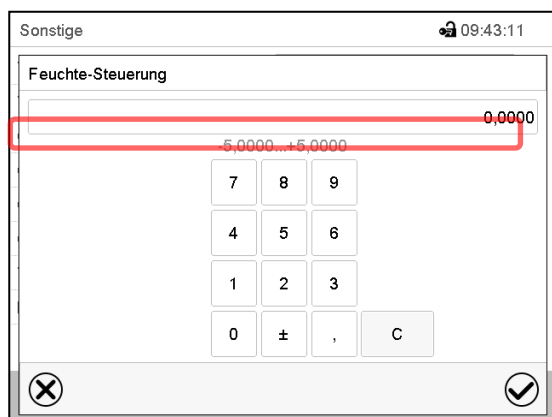 Sonstige 09:43:11
Feuchte-Steuerung
0,0000
-5,0000...+5,0000
7 8 9
4 5 6
1 2 3
0 ± , C